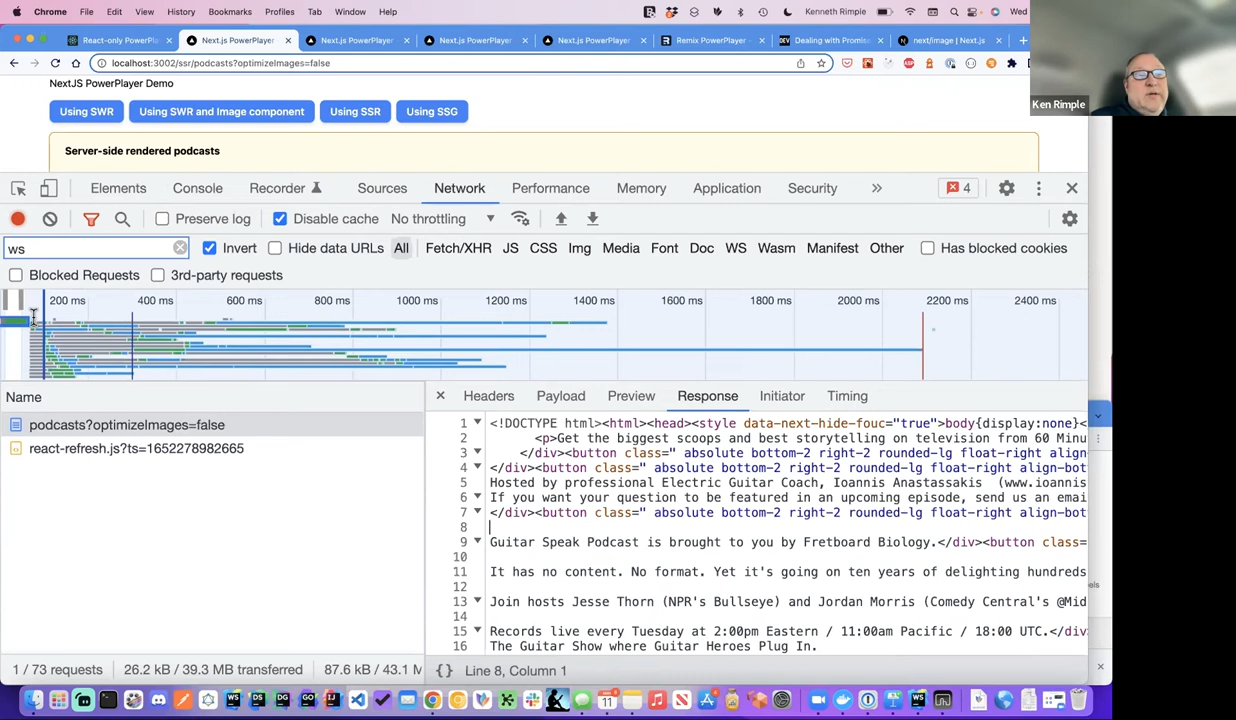 Chrome File Edit View History Bookmarks Profiles Tab Window Help Kenneth Rimple Wed
React-only PowerPla Next.js PowerPlayer Next.js PowerPlayer Next.js PowerPlayer Next.js PowerPlayer Remix PowerPlayer Dealing with Promis next/image | Next.js
localhost:3002/ssr/podcasts?optimizeImages=false
Ken Rimple
NextJS PowerPlayer Demo
Using SWR Using SWR and Image component Using SSR Using SSG
Server-side rendered podcasts
Elements Console Recorder Sources Network Performance Memory Application Security 4
Preserve log Disable cache No throttling
ws Invert Hide data URLs All Fetch/XHR JS CSS Img Media Font Doc WS Wasm Manifest Other Has blocked cookies
Blocked Requests 3rd-party requests
200 ms 400 ms 600 ms 800 ms 1000 ms 1200 ms 1400 ms 1600 ms 1800 ms 2000 ms 2200 ms 2400 ms
Name Headers Payload Preview Response Initiator Timing
podcasts?optimizeImages=false
react-refresh.js?ts=1652278982665
1 <!DOCTYPE html><html><head><style data-next-hide-fouc="true">body{display:none}<
2 <p>Get the biggest scoops and best storytelling on television from 60 Minu
3 </div><button class=" absolute bottom-2 right-2 rounded-lg float-right align-bot
4 </div><button class=" absolute bottom-2 right-2 rounded-lg float-right align-bot
5 Hosted by professional Electric Guitar Coach, Ioannis Anastassakis (www.ioannis
6 If you want your question to be featured in an upcoming episode, send us an emai
7 </div><button class=" absolute bottom-2 right-2 rounded-lg float-right align-bot
8
9 Guitar Speak Podcast is brought to you by Fretboard Biology.</div><button class=
10
11 It has no content. No format. Yet it's going on ten years of delighting hundreds
12
13 Join hosts Jesse Thorn (NPR's Bullseye) and Jordan Morris (Comedy Central's @Mid
14
15 Records live every Tuesday at 2:00pm Eastern / 11:00am Pacific / 18:00 UTC.</div
16 The Guitar Show where Guitar Heroes Plug In.
1 / 73 requests 26.2 kB / 39.3 MB transferred 87.6 kB / 43.1 M {} Line 8, Column 1